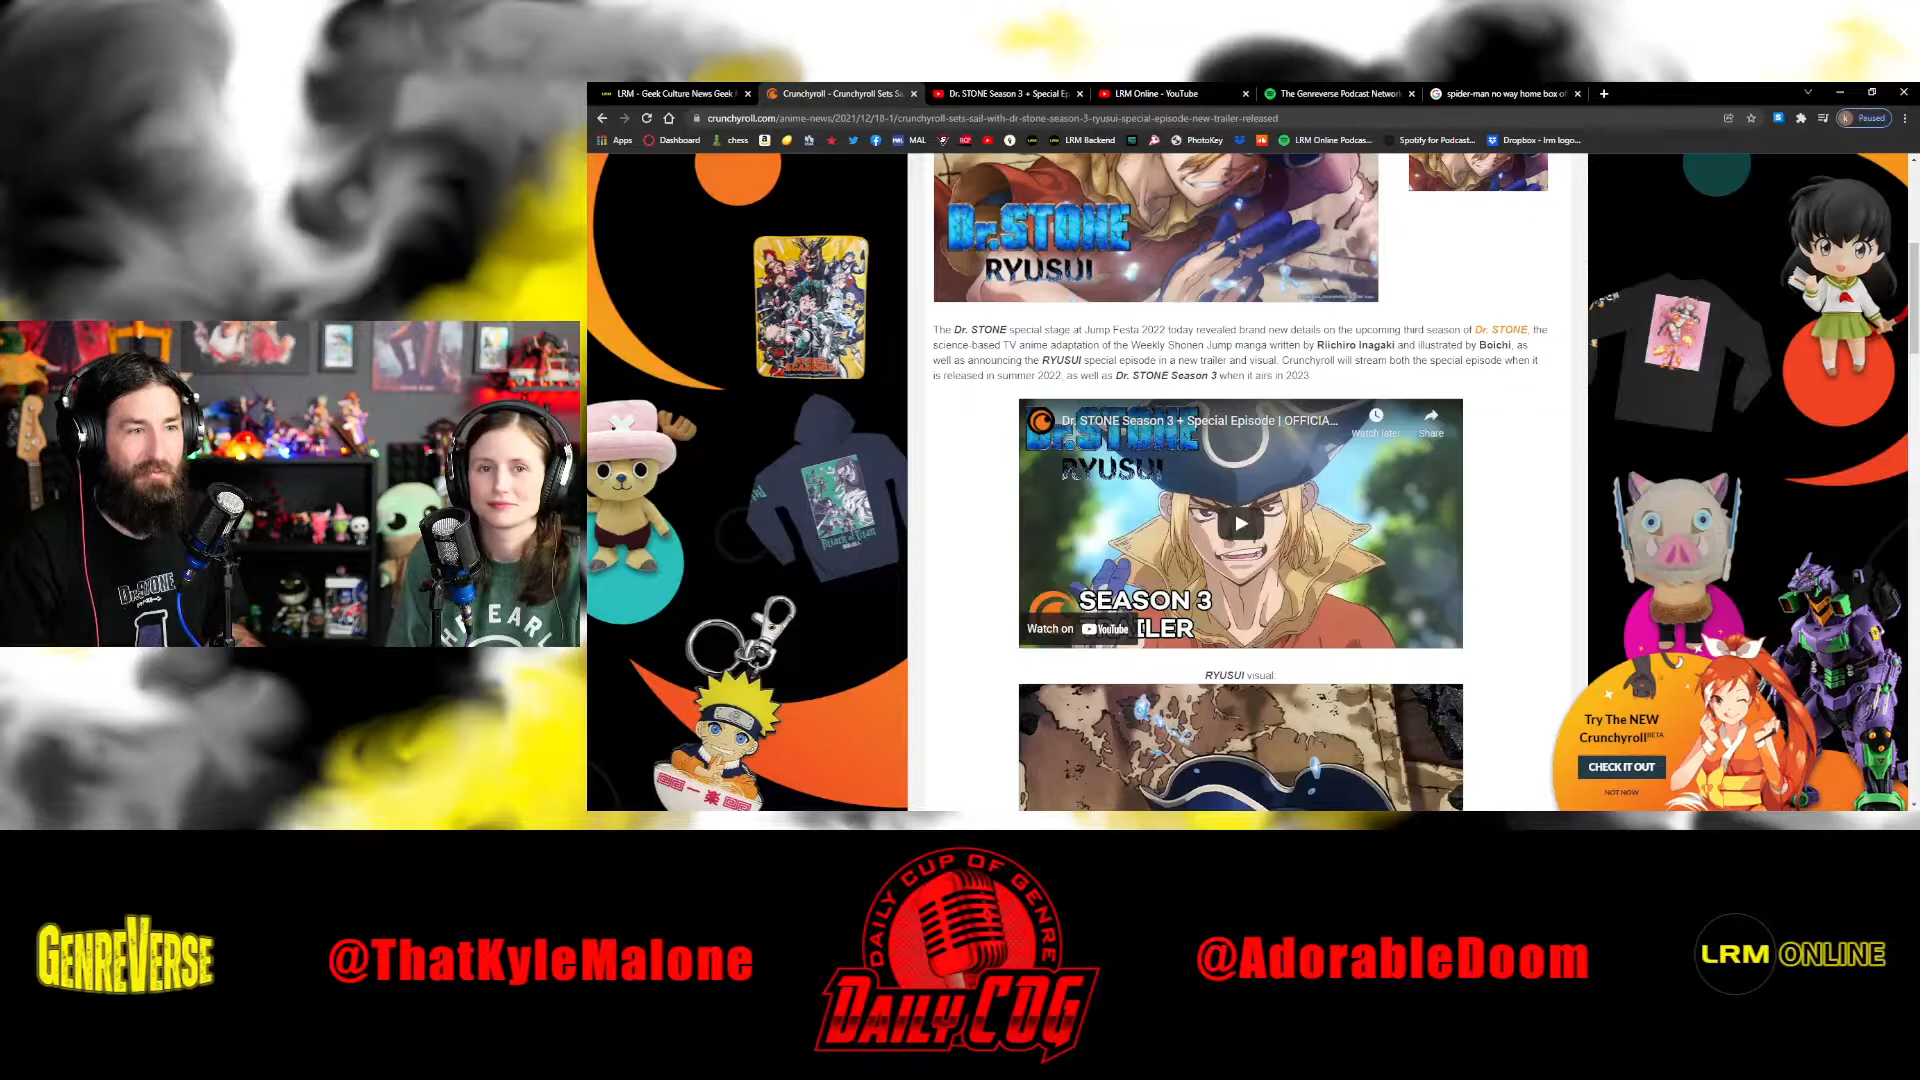 LRM - Geek Culture News Geek
Crunchyroll - Crunchyroll Sets Sa
Dr. STONE Season 3 + Special Ep
LRM Online - YouTube
The Genreverse Podcast Network
spider-man no way home box of
crunchyroll.com/anime-news/2021/12/18-1/crunchyroll-sets-sail-with-dr-stone-season-3-ryusui-special-episode-new-trailer-released
Paused
Apps
Dashboard
chess
MAL
LRM Backend
PhotoKey
LRM Online Podcas...
Spotify for Podcast...
Dropbox - lrm logo...
Dr.STONE
RYUSUI
The Dr. STONE special stage at Jump Festa 2022 today revealed brand new details on the upcoming third season of Dr. STONE, the
science-based TV anime adaptation of the Weekly Shonen Jump manga written by Riichiro Inagaki and illustrated by Boichi, as
well as announcing the RYUSUI special episode in a new trailer and visual. Crunchyroll will stream both the special episode when it
is released in summer 2022, as well as Dr. STONE Season 3 when it airs in 2023.
Dr. STONE Season 3 + Special Episode | OFFICIA...
Watch later
Share
Dr.STONE
RYUSUI
SEASON 3
Watch on YouTube
ILER
RYUSUI visual:
Attack on Titan
一楽
Try The NEW
Crunchyroll BETA
CHECK IT OUT
NOT NOW
Dr.STONE
HE EARL
GENREVERSE
@ThatKyleMalone
DAILY CUP OF GENRE
DAILY COG
@AdorableDoom
LRM ONLINE